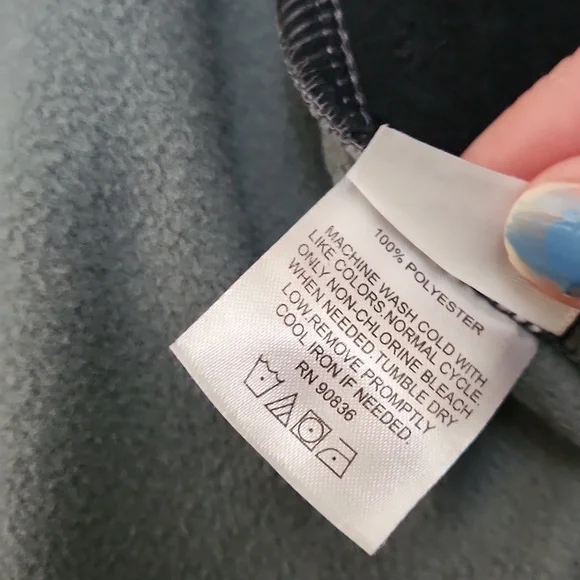 100% POLYESTER
MACHINE WASH COLD WITH
LIKE COLORS.NORMAL CYCLE.
ONLY NON-CHLORINE BLEACH
WHEN NEEDED.TUMBLE DRY
LOW.REMOVE PROMPTLY
COOL IRON IF NEEDED.
RN 90836